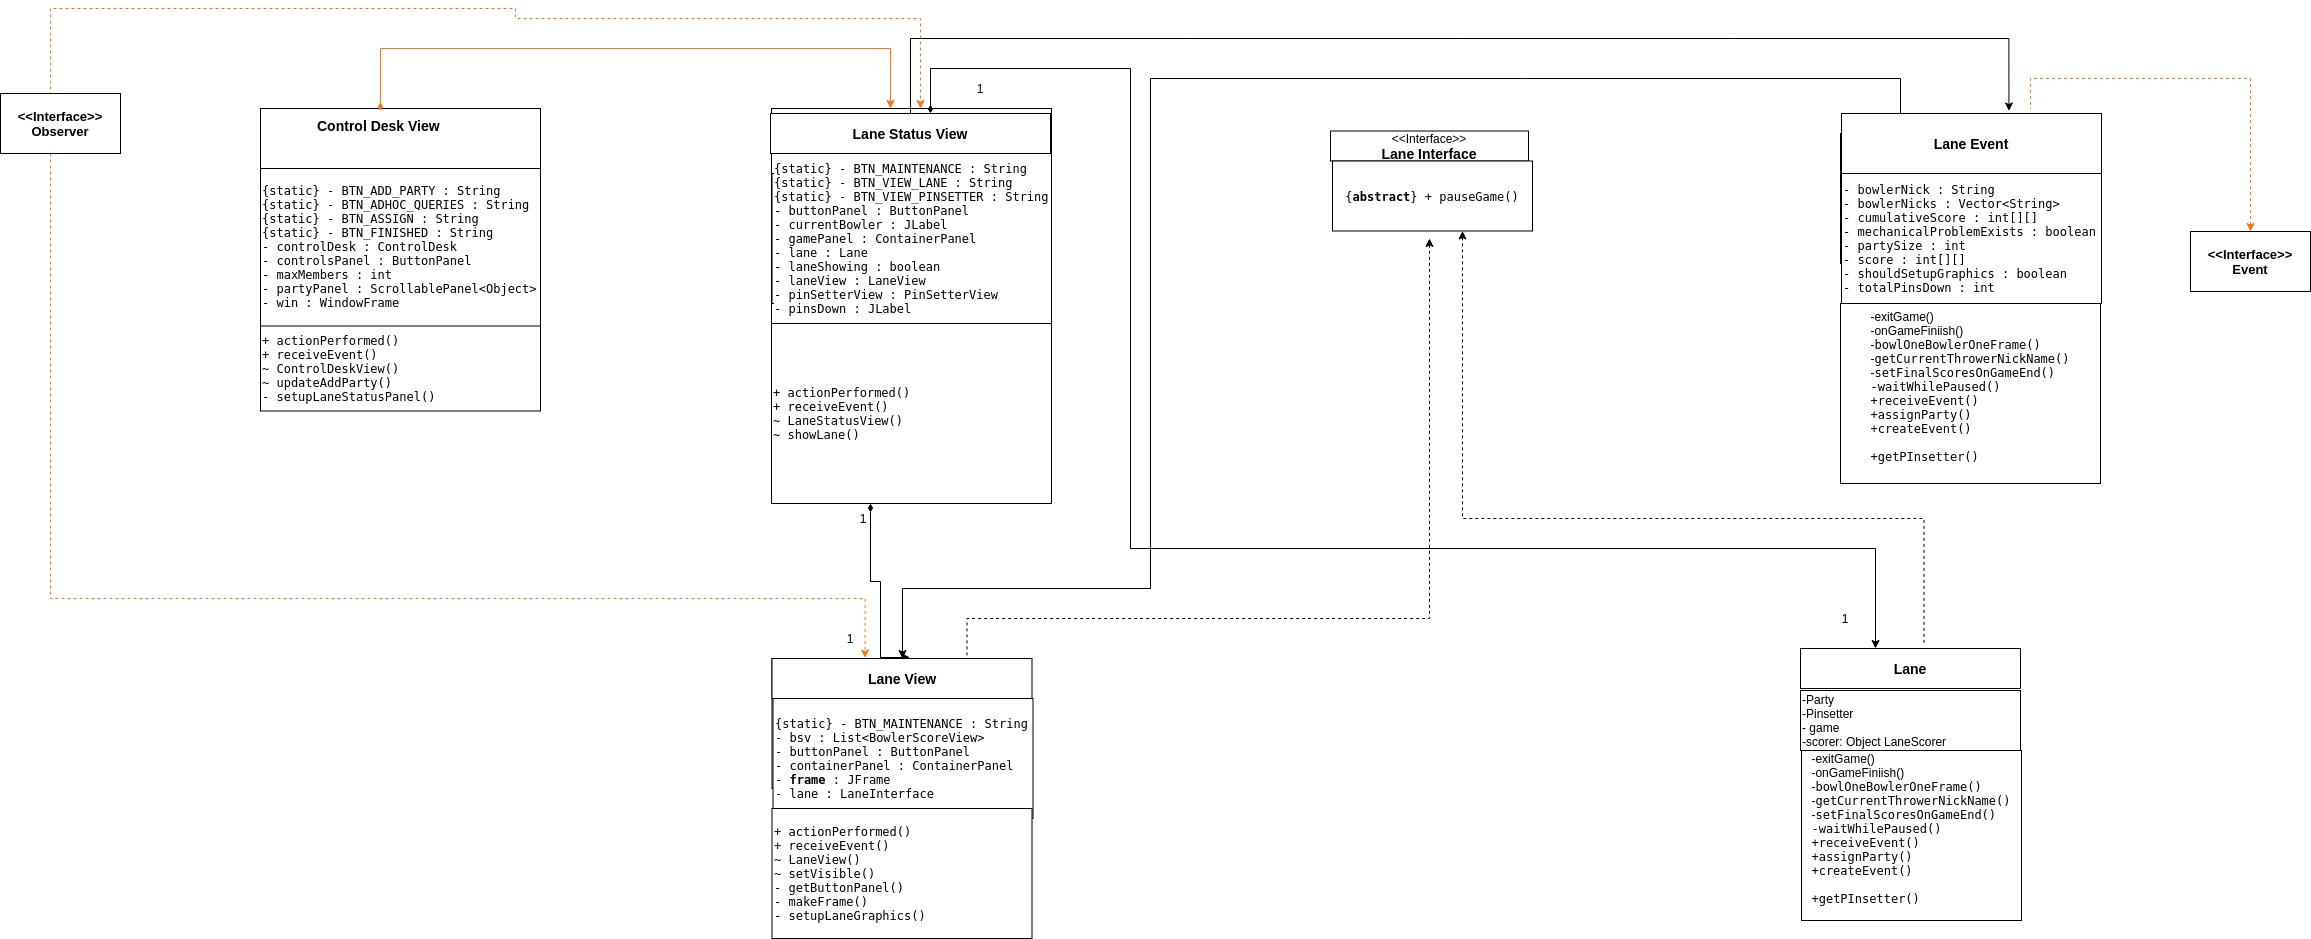 <<Interface>>
Observer
Control Desk View
{static} - BTN_ADD_PARTY : String
{static} - BTN_ADHOC_QUERIES : String
{static} - BTN_ASSIGN : String
{static} - BTN_FINISHED : String
- controlDesk : ControlDesk
- controlsPanel : ButtonPanel
- maxMembers : int
- partyPanel : ScrollablePanel<Object>
- win : WindowFrame
+ actionPerformed()
+ receiveEvent()
~ ControlDeskView()
~ updateAddParty()
- setupLaneStatusPanel()
1
Lane Status View
{static} - BTN_MAINTENANCE : String
{static} - BTN_VIEW_LANE : String
{static} - BTN_VIEW_PINSETTER : String
- buttonPanel : ButtonPanel
- currentBowler : JLabel
- gamePanel : ContainerPanel
- lane : Lane
- laneShowing : boolean
- laneView : LaneView
- pinSetterView : PinSetterView
- pinsDown : JLabel
+ actionPerformed()
+ receiveEvent()
~ LaneStatusView()
~ showLane()
1
<<Interface>>
Lane Interface
{abstract} + pauseGame()
Lane Event
- bowlerNick : String
- bowlerNicks : Vector<String>
- cumulativeScore : int[][]
- mechanicalProblemExists : boolean
- partySize : int
- score : int[][]
- shouldSetupGraphics : boolean
- totalPinsDown : int
-exitGame()
-onGameFiniish()
-bowlOneBowlerOneFrame()
-getCurrentThrowerNickName()
-setFinalScoresOnGameEnd()
-waitWhilePaused()
+receiveEvent()
+assignParty()
+createEvent()
+getPInsetter()
<<Interface>>
Event
1
Lane View
{static} - BTN_MAINTENANCE : String
- bsv : List<BowlerScoreView>
- buttonPanel : ButtonPanel
- containerPanel : ContainerPanel
- frame : JFrame
- lane : LaneInterface
+ actionPerformed()
+ receiveEvent()
~ LaneView()
~ setVisible()
- getButtonPanel()
- makeFrame()
- setupLaneGraphics()
1
Lane
-Party
-Pinsetter
- game
-scorer: Object LaneScorer
-exitGame()
-onGameFiniish()
-bowlOneBowlerOneFrame()
-getCurrentThrowerNickName()
-setFinalScoresOnGameEnd()
-waitWhilePaused()
+receiveEvent()
+assignParty()
+createEvent()
+getPInsetter()